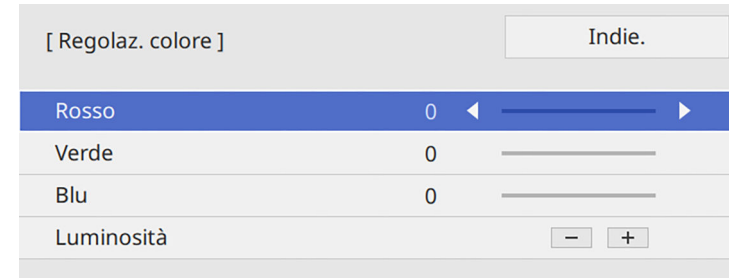 [ Regolaz. colore ]
Indie.
Rosso 0
Verde 0
Blu 0
Luminosità − +